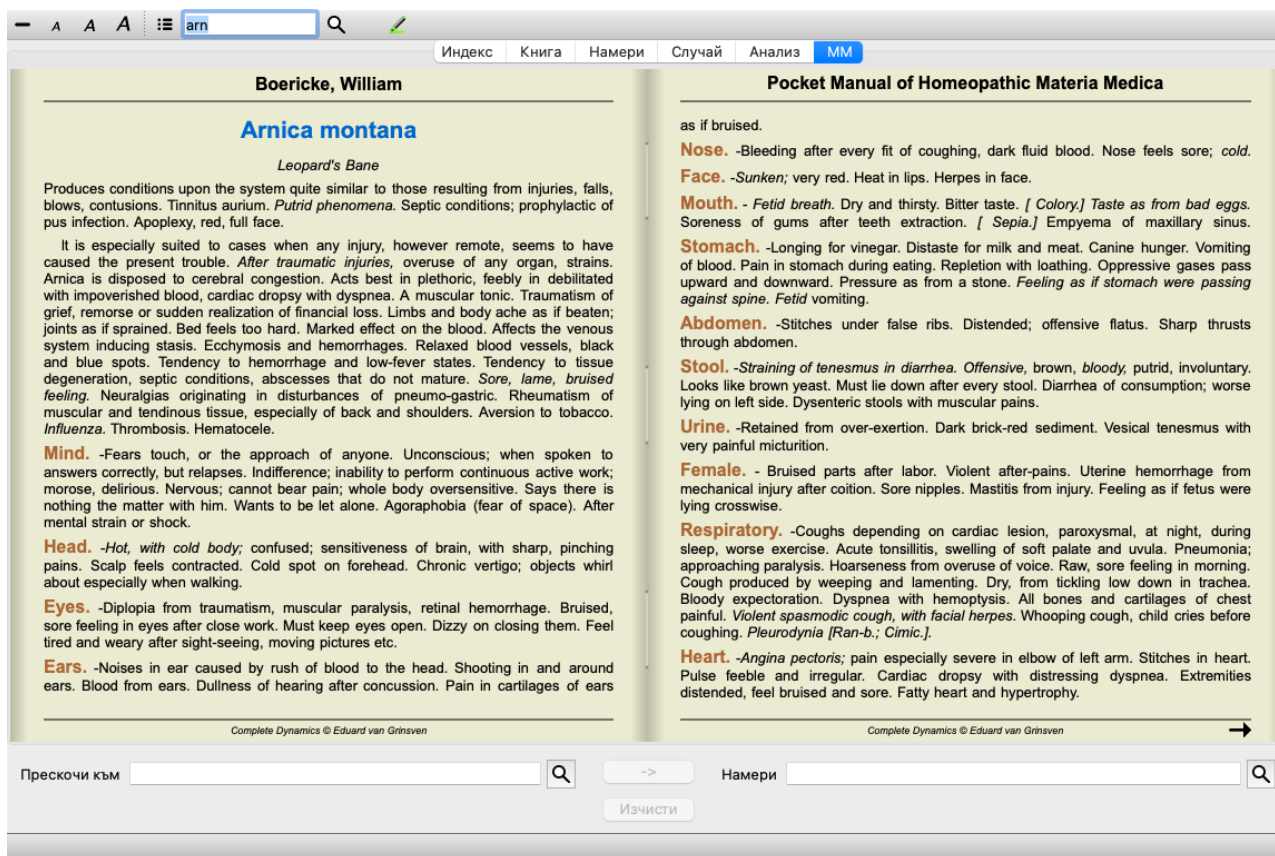 A A A arn
Индекс Книга Намери Случай Анализ ММ
Boericke, William
Arnica montana
Leopard's Bane
Produces conditions upon the system quite similar to those resulting from injuries, falls,
blows, contusions. Tinnitus aurium. Putrid phenomena. Septic conditions; prophylactic of
pus infection. Apoplexy, red, full face.
It is especially suited to cases when any injury, however remote, seems to have
caused the present trouble. After traumatic injuries, overuse of any organ, strains.
Arnica is disposed to cerebral congestion. Acts best in plethoric, feebly in debilitated
with impoverished blood, cardiac dropsy with dyspnea. A muscular tonic. Traumatism of
grief, remorse or sudden realization of financial loss. Limbs and body ache as if beaten;
joints as if sprained. Bed feels too hard. Marked effect on the blood. Affects the venous
system inducing stasis. Ecchymosis and hemorrhages. Relaxed blood vessels, black
and blue spots. Tendency to hemorrhage and low-fever states. Tendency to tissue
degeneration, septic conditions, abscesses that do not mature. Sore, lame, bruised
feeling. Neuralgias originating in disturbances of pneumo-gastric. Rheumatism of
muscular and tendinous tissue, especially of back and shoulders. Aversion to tobacco.
Influenza. Thrombosis. Hematocele.
Mind. -Fears touch, or the approach of anyone. Unconscious; when spoken to
answers correctly, but relapses. Indifference; inability to perform continuous active work;
morose, delirious. Nervous; cannot bear pain; whole body oversensitive. Says there is
nothing the matter with him. Wants to be let alone. Agoraphobia (fear of space). After
mental strain or shock.
Head. -Hot, with cold body; confused; sensitiveness of brain, with sharp, pinching
pains. Scalp feels contracted. Cold spot on forehead. Chronic vertigo; objects whirl
about especially when walking.
Eyes. -Diplopia from traumatism, muscular paralysis, retinal hemorrhage. Bruised,
sore feeling in eyes after close work. Must keep eyes open. Dizzy on closing them. Feel
tired and weary after sight-seeing, moving pictures etc.
Ears. -Noises in ear caused by rush of blood to the head. Shooting in and around
ears. Blood from ears. Dullness of hearing after concussion. Pain in cartilages of ears
Complete Dynamics © Eduard van Grinsven
Pocket Manual of Homeopathic Materia Medica
as if bruised.
Nose. -Bleeding after every fit of coughing, dark fluid blood. Nose feels sore; cold.
Face. -Sunken; very red. Heat in lips. Herpes in face.
Mouth. - Fetid breath. Dry and thirsty. Bitter taste. [ Colory.] Taste as from bad eggs.
Soreness of gums after teeth extraction. [ Sepia.] Empyema of maxillary sinus.
Stomach. -Longing for vinegar. Distaste for milk and meat. Canine hunger. Vomiting
of blood. Pain in stomach during eating. Repletion with loathing. Oppressive gases pass
upward and downward. Pressure as from a stone. Feeling as if stomach were passing
against spine. Fetid vomiting.
Abdomen. -Stitches under false ribs. Distended; offensive flatus. Sharp thrusts
through abdomen.
Stool. -Straining of tenesmus in diarrhea. Offensive, brown, bloody, putrid, involuntary.
Looks like brown yeast. Must lie down after every stool. Diarrhea of consumption; worse
lying on left side. Dysenteric stools with muscular pains.
Urine. -Retained from over-exertion. Dark brick-red sediment. Vesical tenesmus with
very painful micturition.
Female. - Bruised parts after labor. Violent after-pains. Uterine hemorrhage from
mechanical injury after coition. Sore nipples. Mastitis from injury. Feeling as if fetus were
lying crosswise.
Respiratory. -Coughs depending on cardiac lesion, paroxysmal, at night, during
sleep, worse exercise. Acute tonsillitis, swelling of soft palate and uvula. Pneumonia;
approaching paralysis. Hoarseness from overuse of voice. Raw, sore feeling in morning.
Cough produced by weeping and lamenting. Dry, from tickling low down in trachea.
Bloody expectoration. Dyspnea with hemoptysis. All bones and cartilages of chest
painful. Violent spasmodic cough, with facial herpes. Whooping cough, child cries before
coughing. Pleurodynia [Ran-b.; Cimic.].
Heart. -Angina pectoris; pain especially severe in elbow of left arm. Stitches in heart.
Pulse feeble and irregular. Cardiac dropsy with distressing dyspnea. Extremities
distended, feel bruised and sore. Fatty heart and hypertrophy.
Complete Dynamics © Eduard van Grinsven
Прескочи към -> Намери
Изчисти